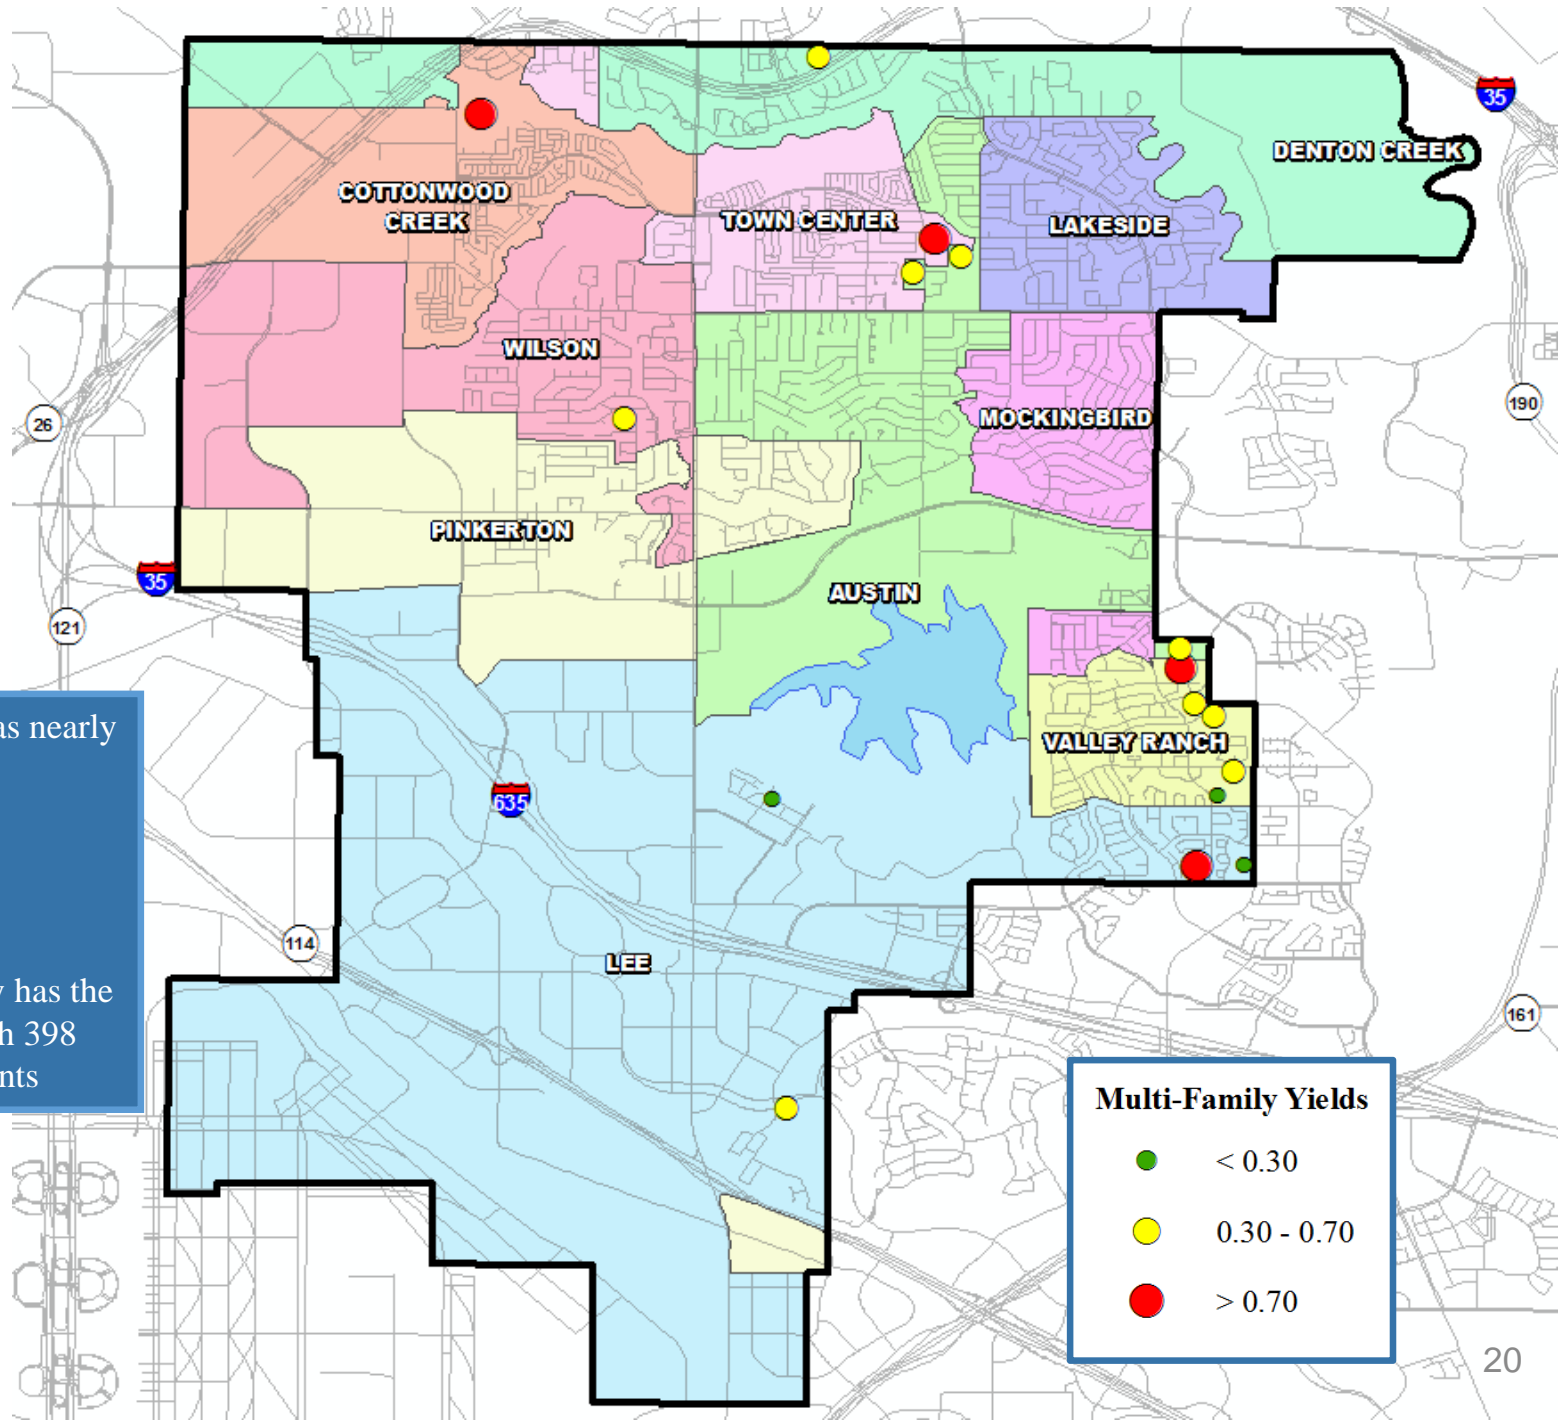 35
DENTON CREEK
COTTONWOOD
CREEK
TOWN CENTER
LAKESIDE
WILSON
26
190
MOCKINGBIRD
PINKERTON
35
AUSTIN
121
as nearly
VALLEY RANCH
635
114
LEE
y has the
h 398
nts
161
Multi-Family Yields
< 0.30
0.30 - 0.70
> 0.70
20